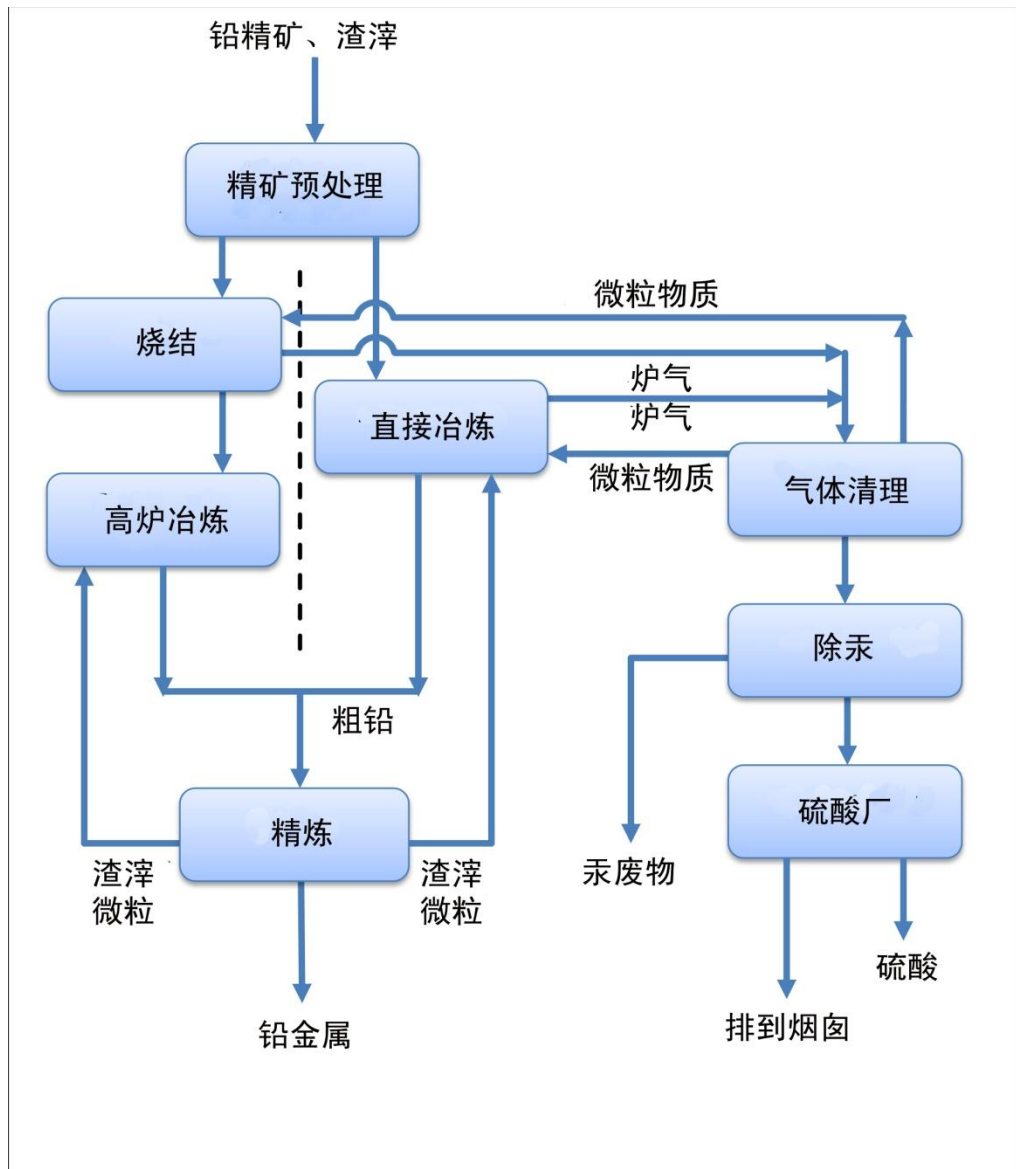 铅精矿、渣滓
精矿预处理
微粒物质
烧结
炉气
炉气
直接冶炼
微粒物质
气体清理
高炉冶炼
除汞
粗铅
硫酸厂
精炼
渣滓
微粒
渣滓
微粒
汞废物
硫酸
铅金属
排到烟囱